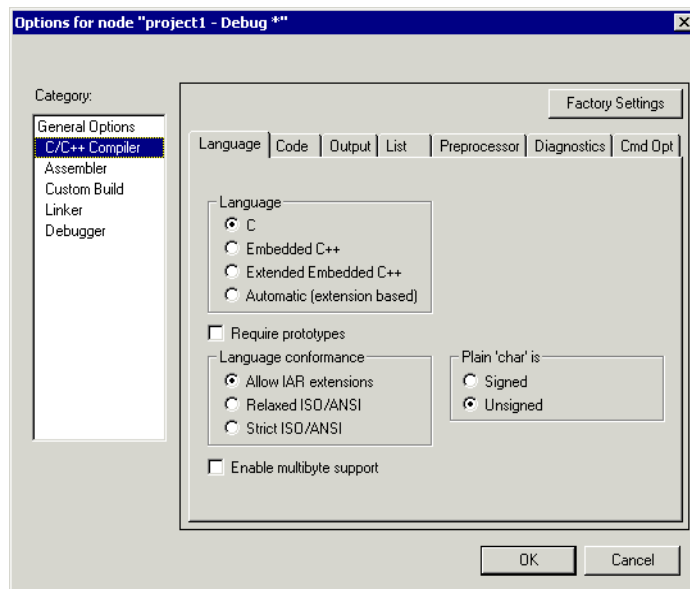 Options for node "project1 - Debug *"
Category:
Factory Settings
General Options
C/C++ Compiler
Assembler
Custom Build
Linker
Debugger
Language Code Output List Preprocessor Diagnostics Cmd Opt
Language
C
Embedded C++
Extended Embedded C++
Automatic (extension based)
Require prototypes
Language conformance
Allow IAR extensions
Relaxed ISO/ANSI
Strict ISO/ANSI
Plain 'char' is
Signed
Unsigned
Enable multibyte support
OK Cancel